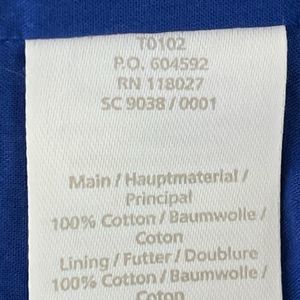 T0102
P.O. 604592
RN 118027
SC 9038 / 0001
Main / Hauptmaterial /
Principal
100% Cotton / Baumwolle /
Coton
Lining / Futter / Doublure
100% Cotton / Baumwolle /
Coton